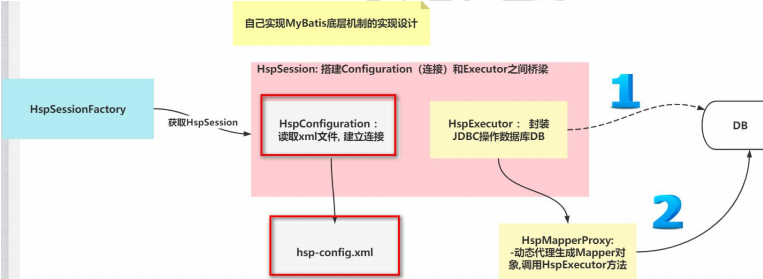 自己实现MyBatis底层机制的实现设计
HspSession: 搭建Configuration（连接）和Executor之间桥梁
HspSessionFactory
获取HspSession
HspConfiguration：
读取xml文件, 建立连接
HspExecutor： 封装
JDBC操作数据库DB
1
DB
hsp-config.xml
HspMapperProxy:
-动态代理生成Mapper对
象,调用HspExecutor方法
2